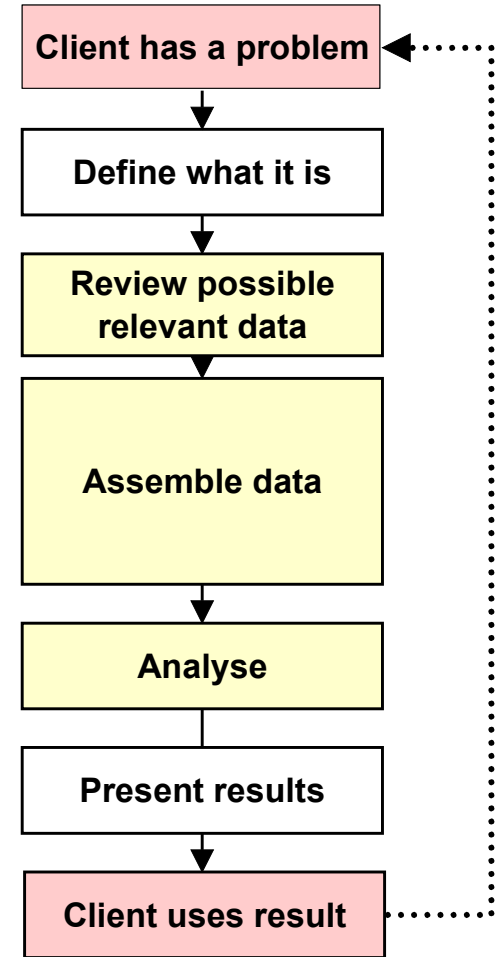 Client has a problem
Define what it is
Review possible
relevant data
Assemble data
Analyse
Present results
Client uses result